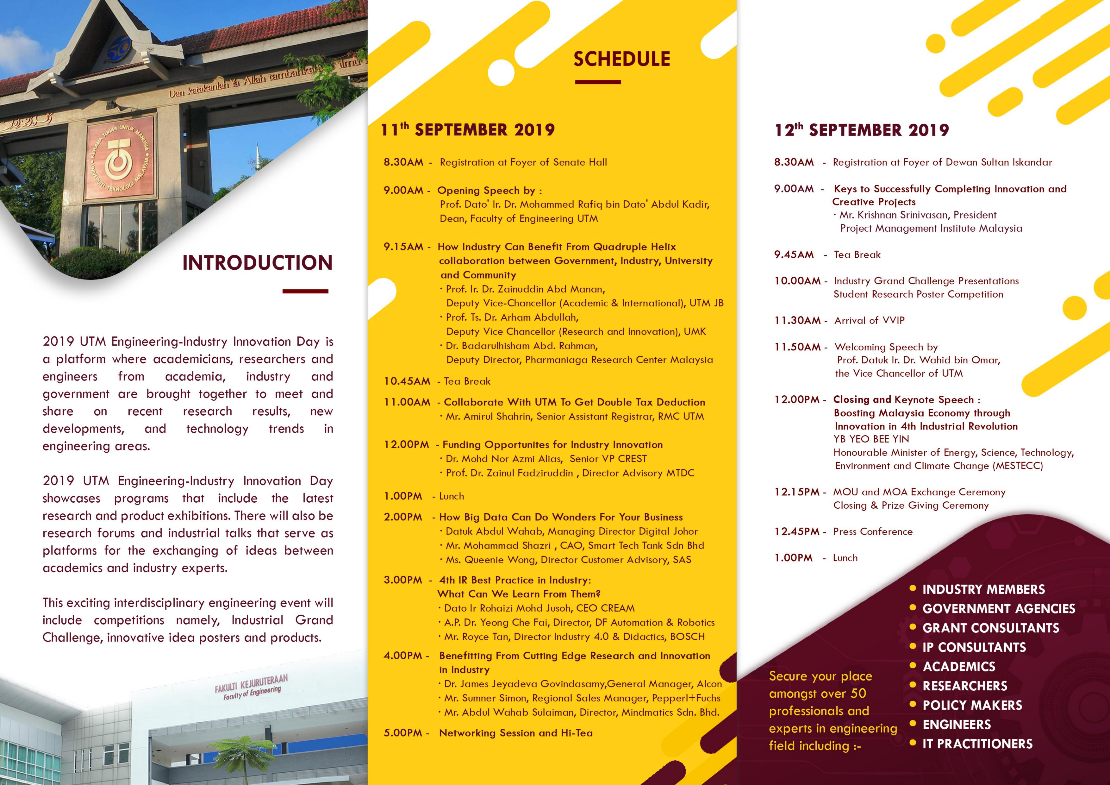 Dan serikatlah
Allah tambahkan ilmu
INTRODUCTION
2019 UTM Engineering-Industry Innovation Day is
a platform where academicians, researchers and
engineers from academia, industry and
government are brought together to meet and
share on recent research results, new
developments, and technology trends in
engineering areas.
2019 UTM Engineering-Industry Innovation Day
showcases programs that include the latest
research and product exhibitions. There will also be
research forums and industrial talks that serve as
platforms for the exchanging of ideas between
academics and industry experts.
This exciting interdisciplinary engineering event will
include competitions namely, Industrial Grand
Challenge, innovative idea posters and products.
FAKULTI KEJURUTERAAN
Faculty of Engineering
SCHEDULE
11th SEPTEMBER 2019
8.30AM - Registration at Foyer of Senate Hall
9.00AM - Opening Speech by :
Prof. Dato' Ir. Dr. Mohammed Rafiq bin Dato' Abdul Kadir,
Dean, Faculty of Engineering UTM
9.15AM - How Industry Can Benefit From Quadruple Helix
collaboration between Government, Industry, University
and Community
· Prof. Ir. Dr. Zainuddin Abd Manan,
Deputy Vice-Chancellor (Academic & International), UTM JB
· Prof. Ts. Dr. Arham Abdullah,
Deputy Vice Chancellor (Research and Innovation), UMK
· Dr. Badarulhisham Abd. Rahman,
Deputy Director, Pharmaniaga Research Center Malaysia
10.45AM - Tea Break
11.00AM - Collaborate With UTM To Get Double Tax Deduction
· Mr. Amirul Shahrin, Senior Assistant Registrar, RMC UTM
12.00PM - Funding Opportunites for Industry Innovation
· Dr. Mohd Nor Azmi Alias, Senior VP CREST
· Prof. Dr. Zainul Fadziruddin , Director Advisory MTDC
1.00PM - Lunch
2.00PM - How Big Data Can Do Wonders For Your Business
· Datuk Abdul Wahab, Managing Director Digital Johor
· Mr. Mohammad Shazri , CAO, Smart Tech Tank Sdn Bhd
· Ms. Queenie Wong, Director Customer Advisory, SAS
3.00PM - 4th IR Best Practice in Industry:
What Can We Learn From Them?
· Dato Ir Rohaizi Mohd Jusoh, CEO CREAM
· A.P. Dr. Yeong Che Fai, Director, DF Automation & Robotics
· Mr. Royce Tan, Director Industry 4.0 & Didactics, BOSCH
4.00PM - Benefitting From Cutting Edge Research and Innovation
in Industry
· Dr. James Jeyadeva Govindasamy,General Manager, Alcon
· Mr. Sumner Simon, Regional Sales Manager, Pepperl+Fuchs
· Mr. Abdul Wahab Sulaiman, Director, Mindmatics Sdn. Bhd.
5.00PM - Networking Session and Hi-Tea
12th SEPTEMBER 2019
8.30AM - Registration at Foyer of Dewan Sultan Iskandar
9.00AM - Keys to Successfully Completing Innovation and
Creative Projects
· Mr. Krishnan Srinivasan, President
Project Management Institute Malaysia
9.45AM - Tea Break
10.00AM - Industry Grand Challenge Presentations
Student Research Poster Competition
11.30AM - Arrival of VVIP
11.50AM - Welcoming Speech by
Prof. Datuk Ir. Dr. Wahid bin Omar,
the Vice Chancellor of UTM
12.00PM - Closing and Keynote Speech :
Boosting Malaysia Economy through
Innovation in 4th Industrial Revolution
YB YEO BEE YIN
Honourable Minister of Energy, Science, Technology,
Environment and Climate Change (MESTECC)
12.15PM - MOU and MOA Exchange Ceremony
Closing & Prize Giving Ceremony
12.45PM - Press Conference
1.00PM - Lunch
Secure your place
amongst over 50
professionals and
experts in engineering
field including :-
• INDUSTRY MEMBERS
• GOVERNMENT AGENCIES
• GRANT CONSULTANTS
• IP CONSULTANTS
• ACADEMICS
• RESEARCHERS
• POLICY MAKERS
• ENGINEERS
• IT PRACTITIONERS